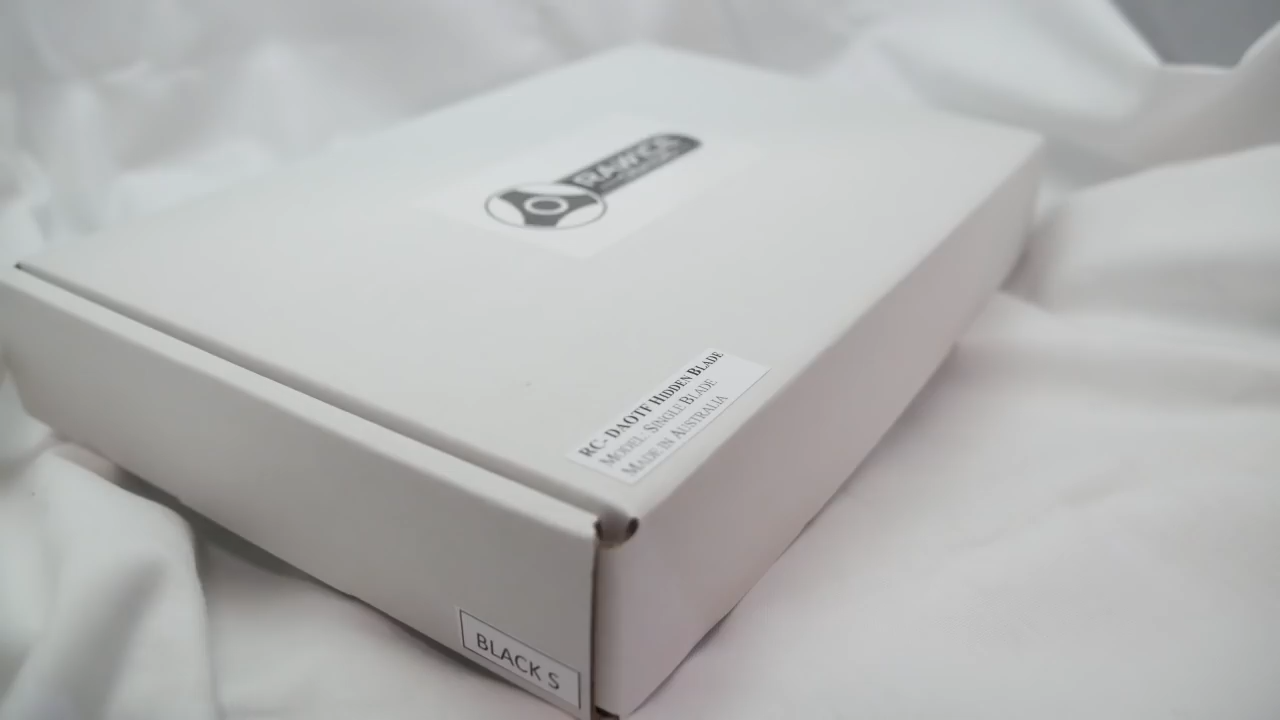 RC- DAOTF HIDDEN BLADE
MODEL: SINGLE BLADE
MADE IN AUSTRALIA
BLACK S